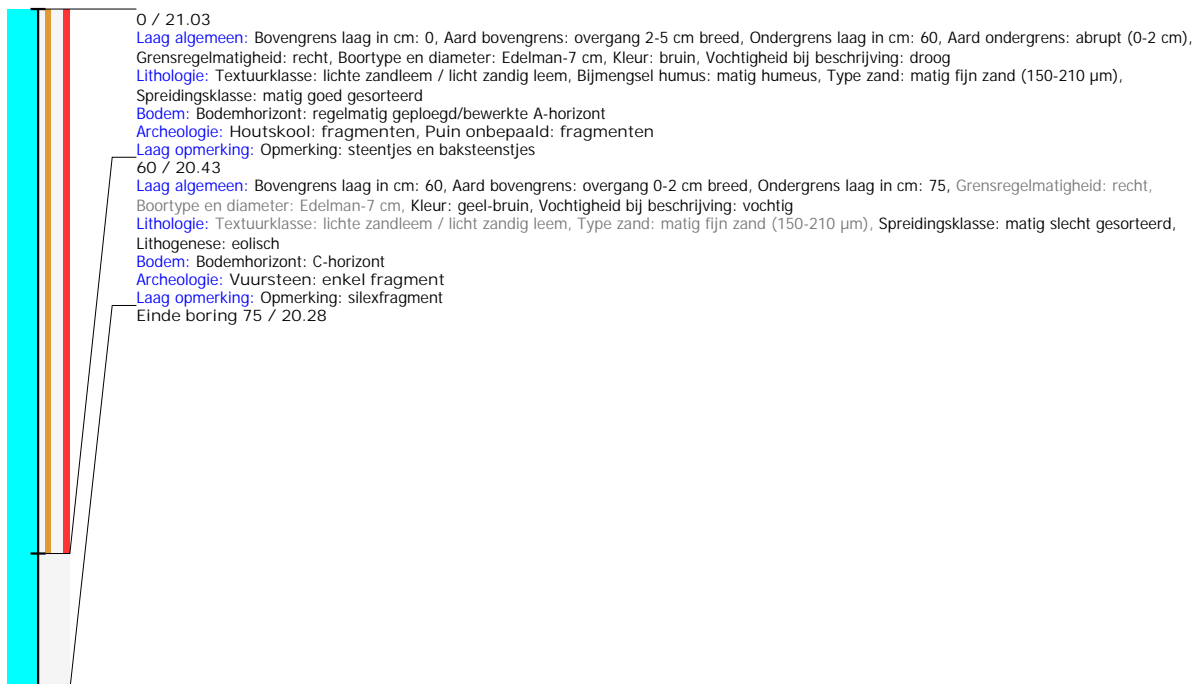 0 / 21.03
Laag algemeen: Bovengrens laag in cm: 0, Aard bovengrens: overgang 2-5 cm breed, Ondergrens laag in cm: 60, Aard ondergrens: abrupt (0-2 cm),
Grensregelmatigheid: recht, Boortype en diameter: Edelman-7 cm, Kleur: bruin, Vochtigheid bij beschrijving: droog
Lithologie: Textuurklasse: lichte zandleem / licht zandig leem, Bijmengsel humus: matig humeus, Type zand: matig fijn zand (150-210 µm),
Spreidingsklasse: matig goed gesorteerd
Bodem: Bodemhorizont: regelmatig geploegd/bewerkte A-horizont
Archeologie: Houtskool: fragmenten, Puin onbepaald: fragmenten
Laag opmerking: Opmerking: steentjes en baksteenstjes
60 / 20.43
Laag algemeen: Bovengrens laag in cm: 60, Aard bovengrens: overgang 0-2 cm breed, Ondergrens laag in cm: 75, Grensregelmatigheid: recht,
Boortype en diameter: Edelman-7 cm, Kleur: geel-bruin, Vochtigheid bij beschrijving: vochtig
Lithologie: Textuurklasse: lichte zandleem / licht zandig leem, Type zand: matig fijn zand (150-210 µm), Spreidingsklasse: matig slecht gesorteerd,
Lithogenese: eolisch
Bodem: Bodemhorizont: C-horizont
Archeologie: Vuursteen: enkel fragment
Laag opmerking: Opmerking: silexfragment
Einde boring 75 / 20.28